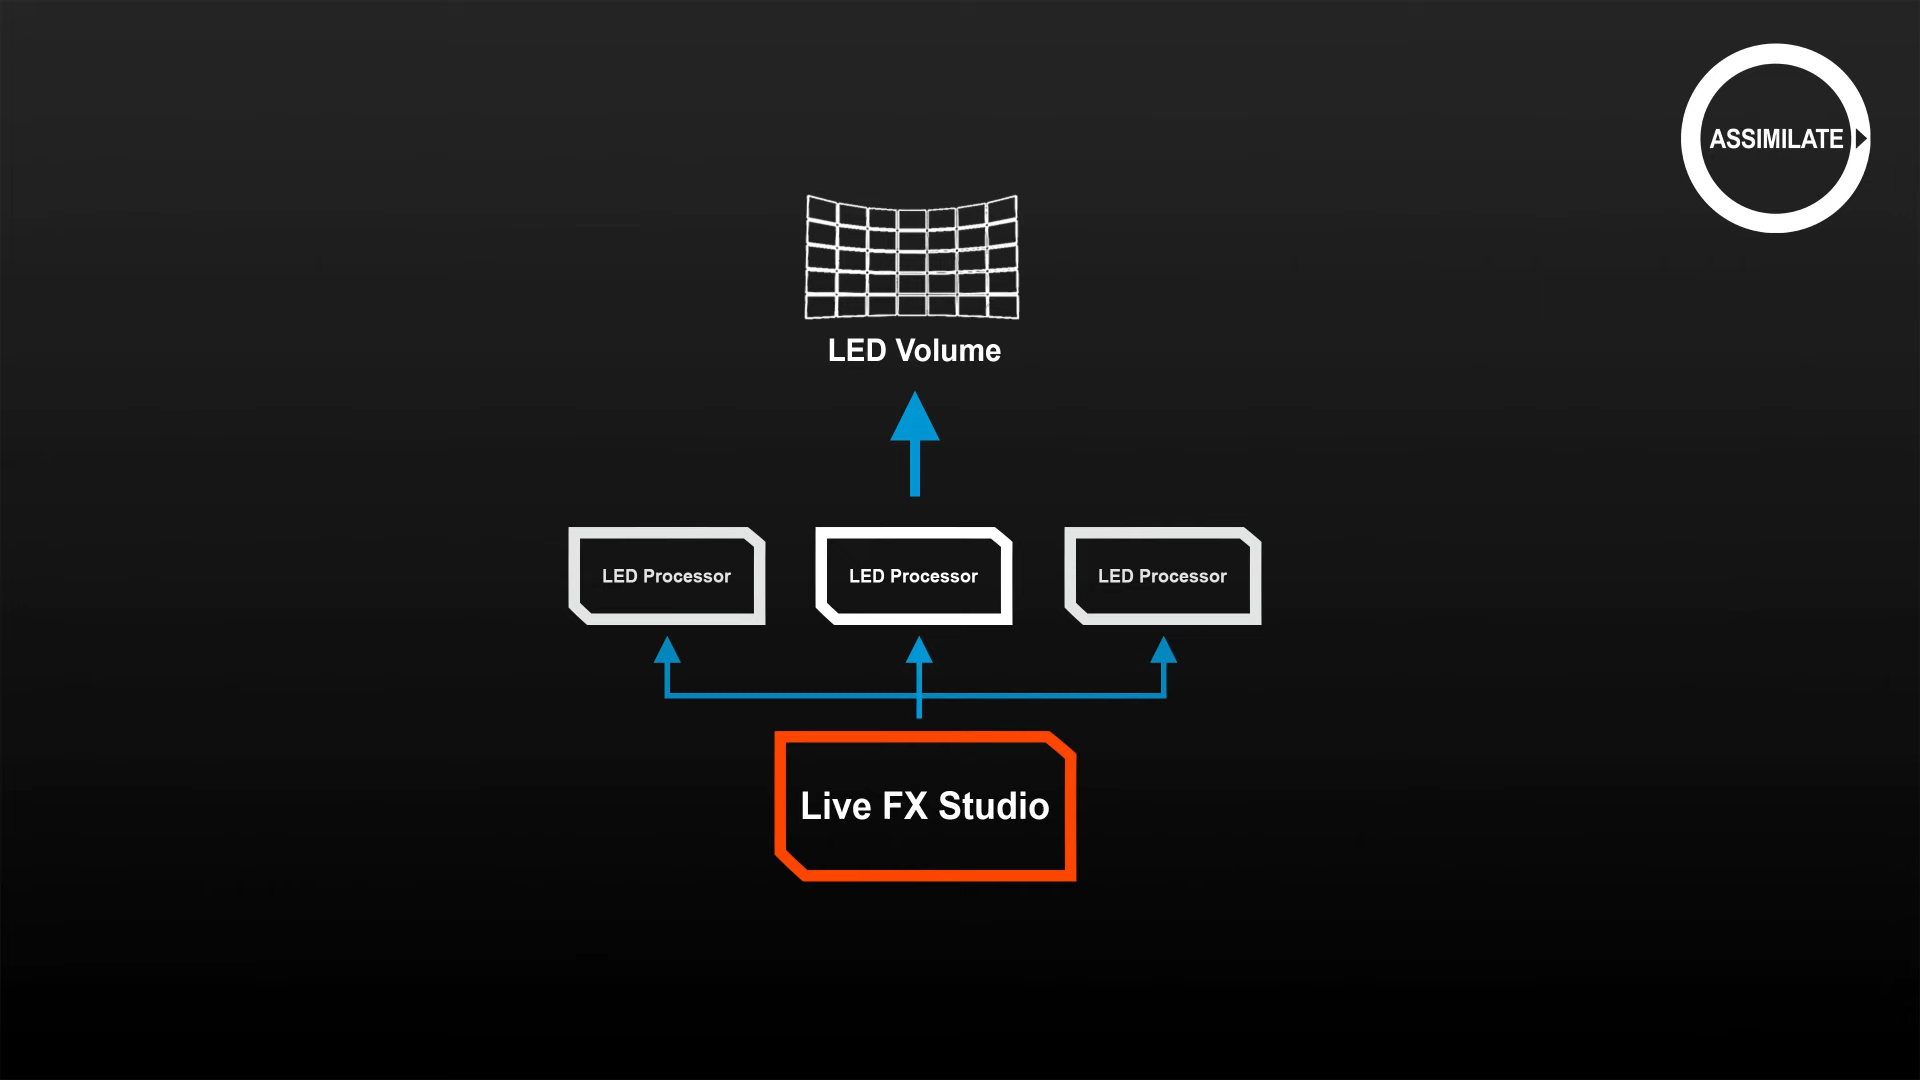 ASSIMILATE
LED Volume
LED Processor
LED Processor
LED Processor
Live FX Studio